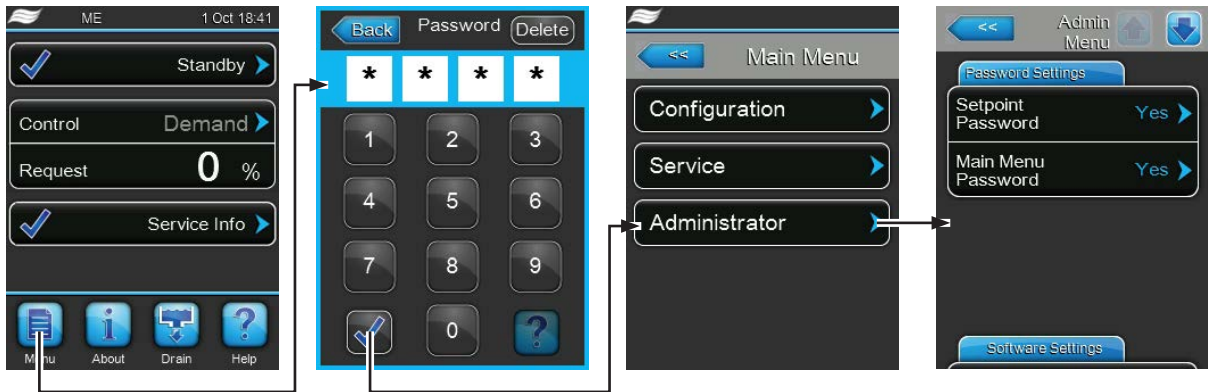 ME 1 Oct 18:41
Standby
Control Demand
Request 0 %
Service Info
Menu About Drain Help
Back Password Delete
* * * *
1 2 3
4 5 6
7 8 9
0 ?
<< Main Menu
Configuration
Service
Administrator
<< Admin
Menu
Password Settings
Setpoint
Password Yes
Main Menu
Password Yes
Software Settings